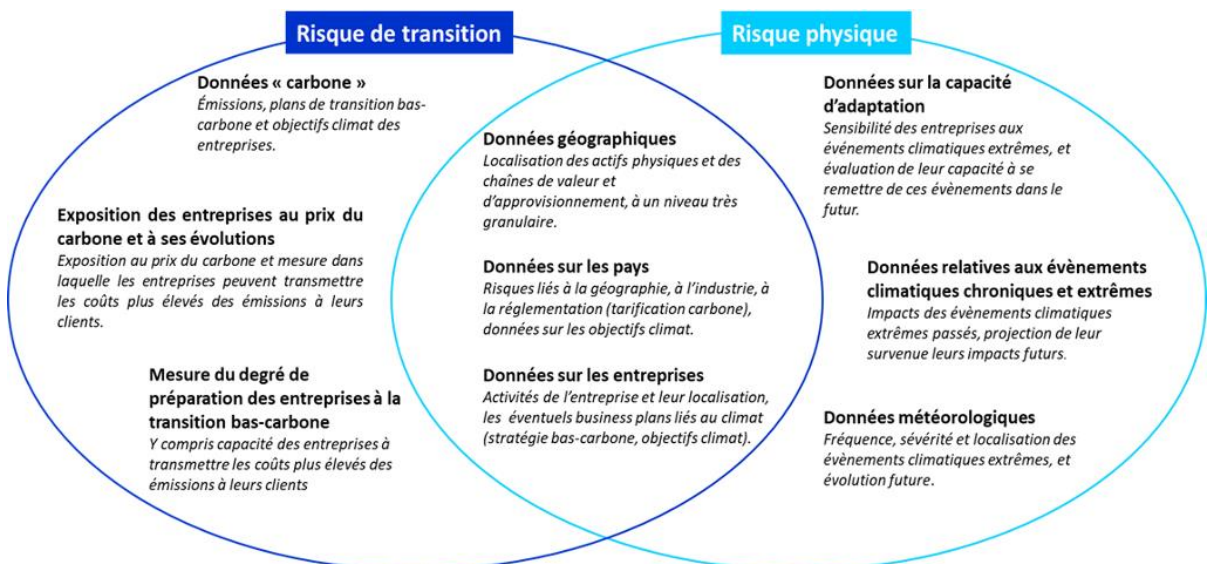 Risque de transition
Risque physique
Données « carbone »
Émissions, plans de transition bas-
carbone et objectifs climat des
entreprises.
Exposition des entreprises au prix du
carbone et à ses évolutions
Exposition au prix du carbone et mesure dans
laquelle les entreprises peuvent transmettre
les coûts plus élevés des émissions à leurs
clients.
Mesure du degré de
préparation des entreprises à la
transition bas-carbone
Y compris capacité des entreprises à
transmettre les coûts plus élevés des
émissions à leurs clients
Données géographiques
Localisation des actifs physiques et des
chaînes de valeur et
d’approvisionnement, à un niveau très
granulaire.
Données sur les pays
Risques liés à la géographie, à l’industrie, à
la réglementation (tarification carbone),
données sur les objectifs climat.
Données sur les entreprises
Activités de l’entreprise et leur localisation,
les éventuels business plans liés au climat
(stratégie bas-carbone, objectifs climat).
Données sur la capacité
d’adaptation
Sensibilité des entreprises aux
événements climatiques extrêmes, et
évaluation de leur capacité à se
remettre de ces évènements dans le
futur.
Données relatives aux évènements
climatiques chroniques et extrêmes
Impacts des évènements climatiques
extrêmes passés, projection de leur
survenue leurs impacts futurs.
Données météorologiques
Fréquence, sévérité et localisation des
évènements climatiques extrêmes, et
évolution future.